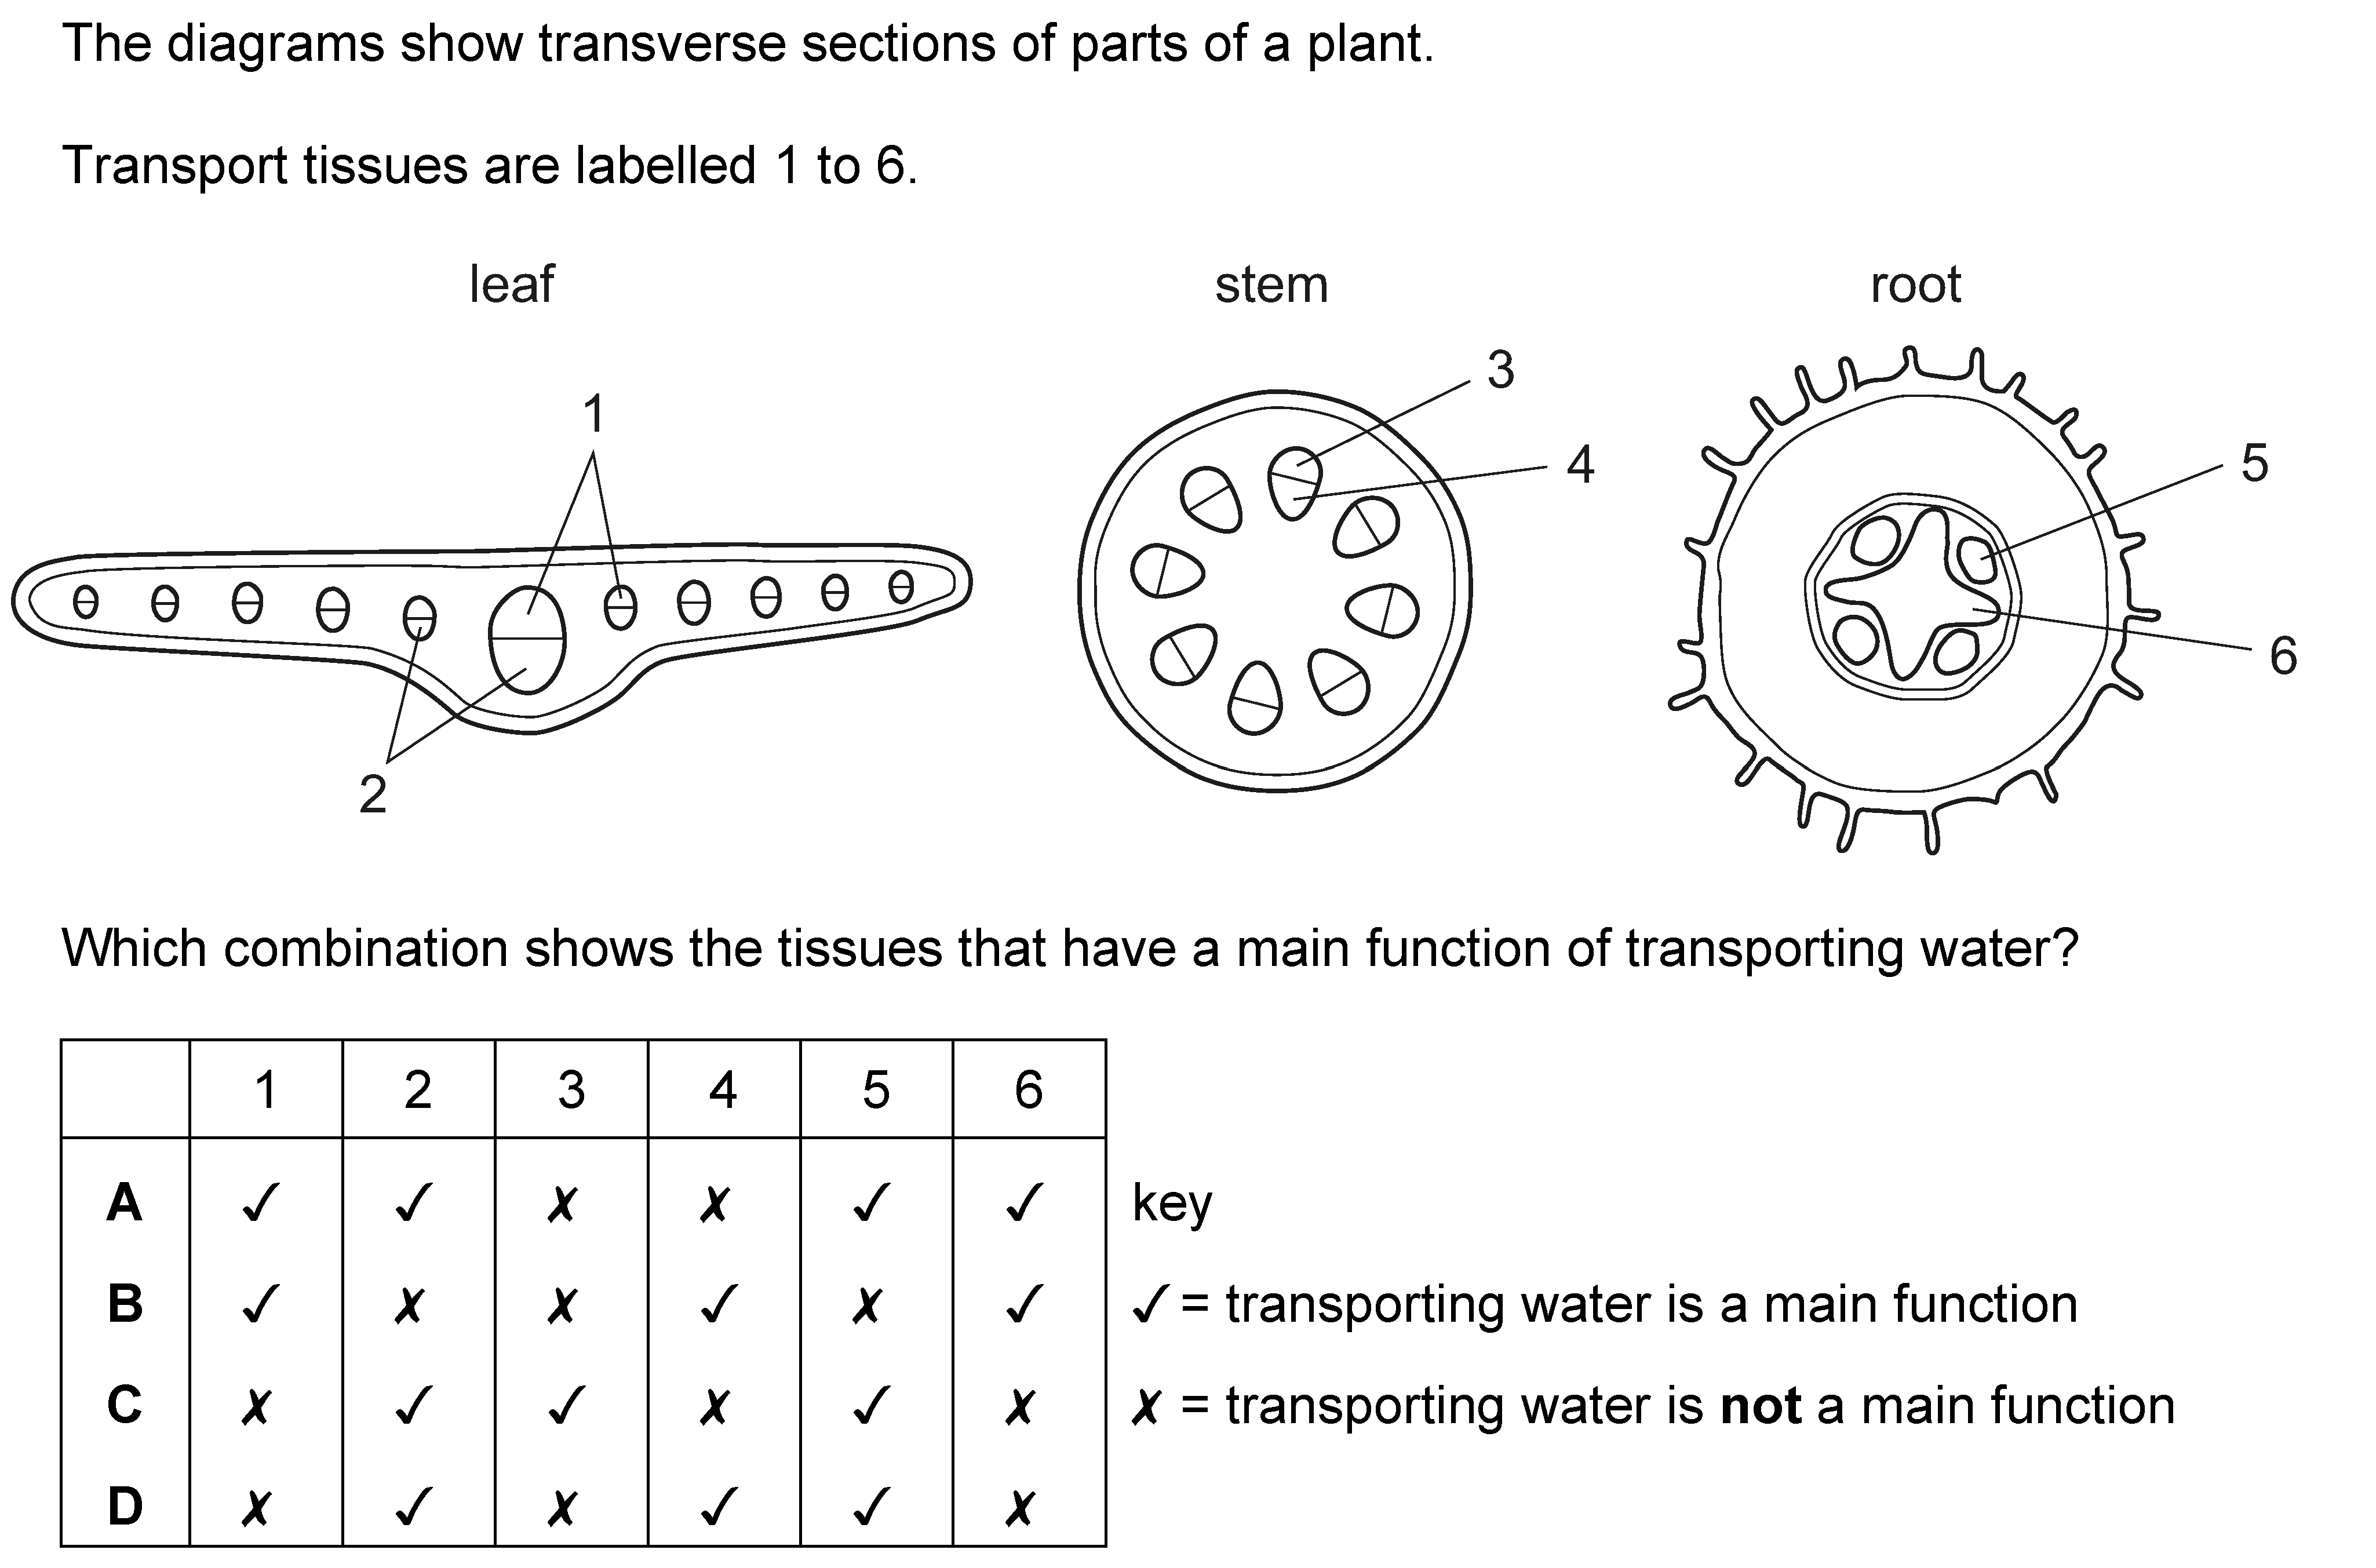 The diagrams show transverse sections of parts of a plant.
Transport tissues are labelled 1 to 6.
leaf stem root
3
1
4
5
6
2
Which combination shows the tissues that have a main function of transporting water?
1 2 3 4 5 6
A ✓ ✓ ✗ ✗ ✓ ✓ key
B ✓ ✗ ✗ ✓ ✗ ✓ ✓ = transporting water is a main function
C ✗ ✓ ✓ ✗ ✓ ✗ ✗ = transporting water is not a main function
D ✗ ✓ ✗ ✓ ✓ ✗